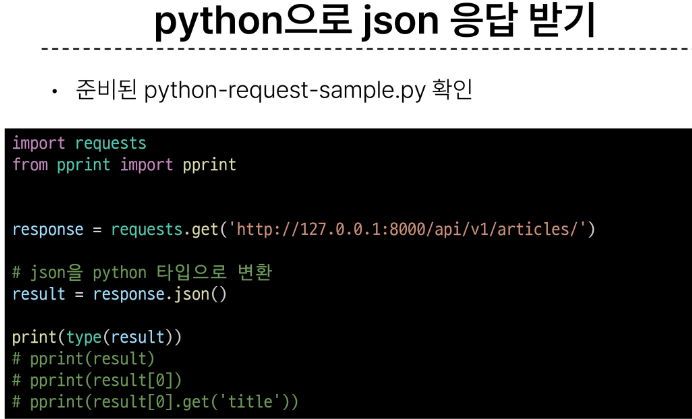 python으로 json 응답 받기
• 준비된 python-request-sample.py 확인
import requests
from pprint import pprint
response = requests.get('http://127.0.0.1:8000/api/v1/articles/')
# json을 python 타입으로 변환
result = response.json()
print(type(result))
# pprint(result)
# pprint(result[0])
# pprint(result[0].get('title'))